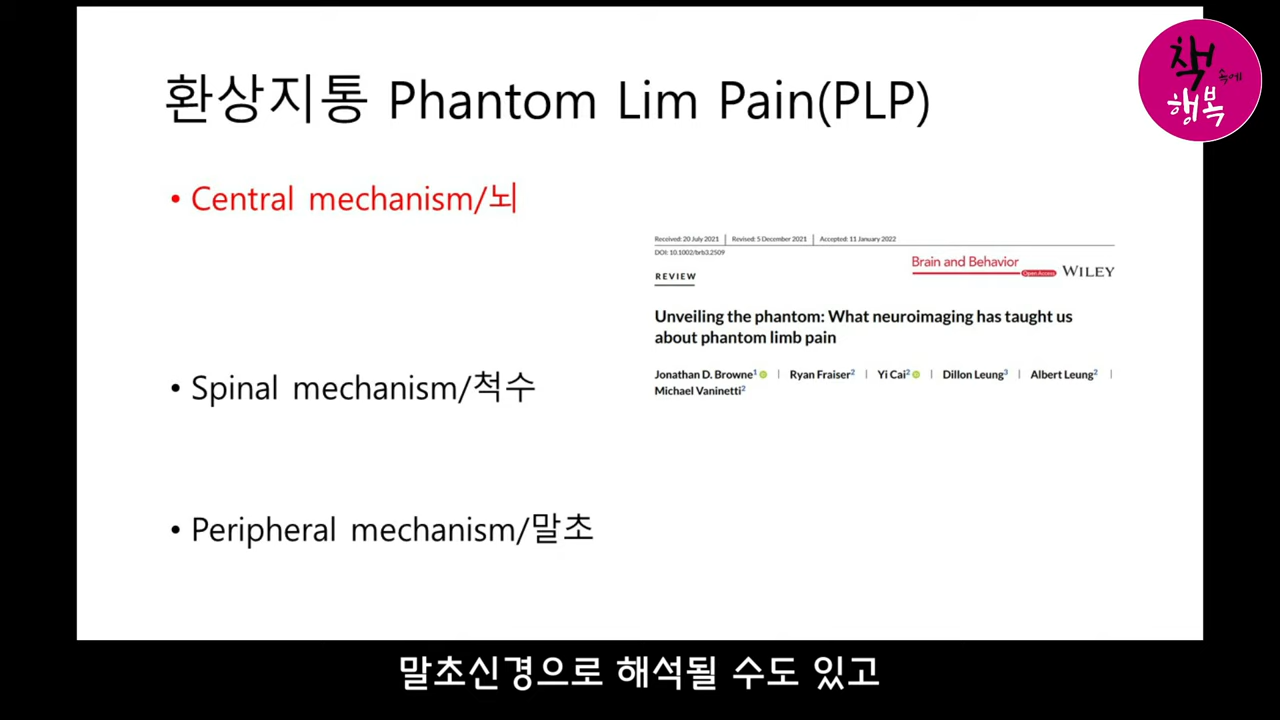 환상지통 Phantom Lim Pain(PLP)
책
속에
행복
• Central mechanism/뇌
Received: 20 July 2021 | Revised: 5 December 2021 | Accepted: 11 January 2022
DOI: 10.1002/brb3.2509
Brain and Behavior
Open Access
WILEY
REVIEW
Unveiling the phantom: What neuroimaging has taught us
about phantom limb pain
Jonathan D. Browne1 | Ryan Fraiser2 | Yi Cai2 | Dillon Leung3 | Albert Leung2 |
Michael Vaninetti2
• Spinal mechanism/척수
• Peripheral mechanism/말초
말초신경으로 해석될 수도 있고